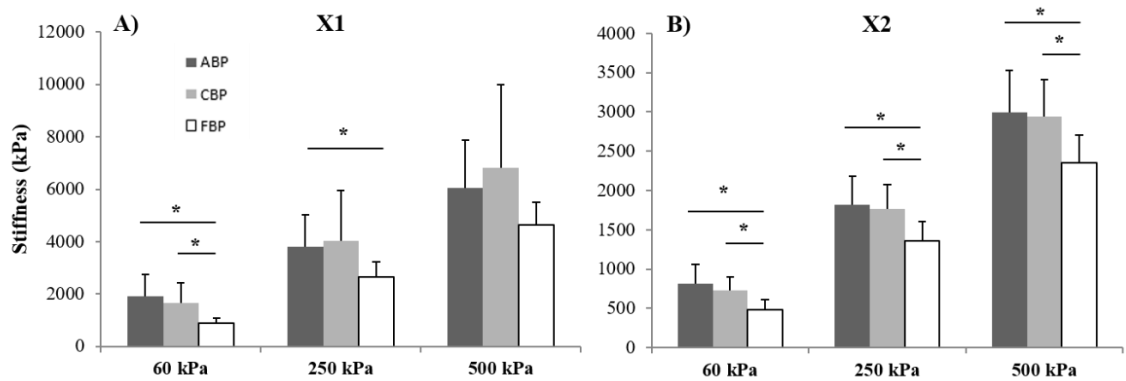 A)
X1
Stiffness (kPa)
12000
10000
8000
6000
4000
2000
0
ABP
CBP
FBP
*
*
*
60 kPa
250 kPa
500 kPa
B)
X2
4000
3500
3000
2500
2000
1500
1000
500
0
*
*
*
*
*
*
60 kPa
250 kPa
500 kPa